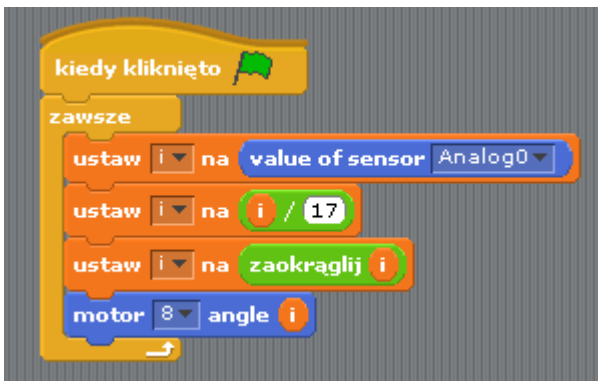 kiedy kliknięto
zawsze
ustaw i na value of sensor Analog0
ustaw i na i / 17
ustaw i na zaokrąglij i
motor 8 angle i